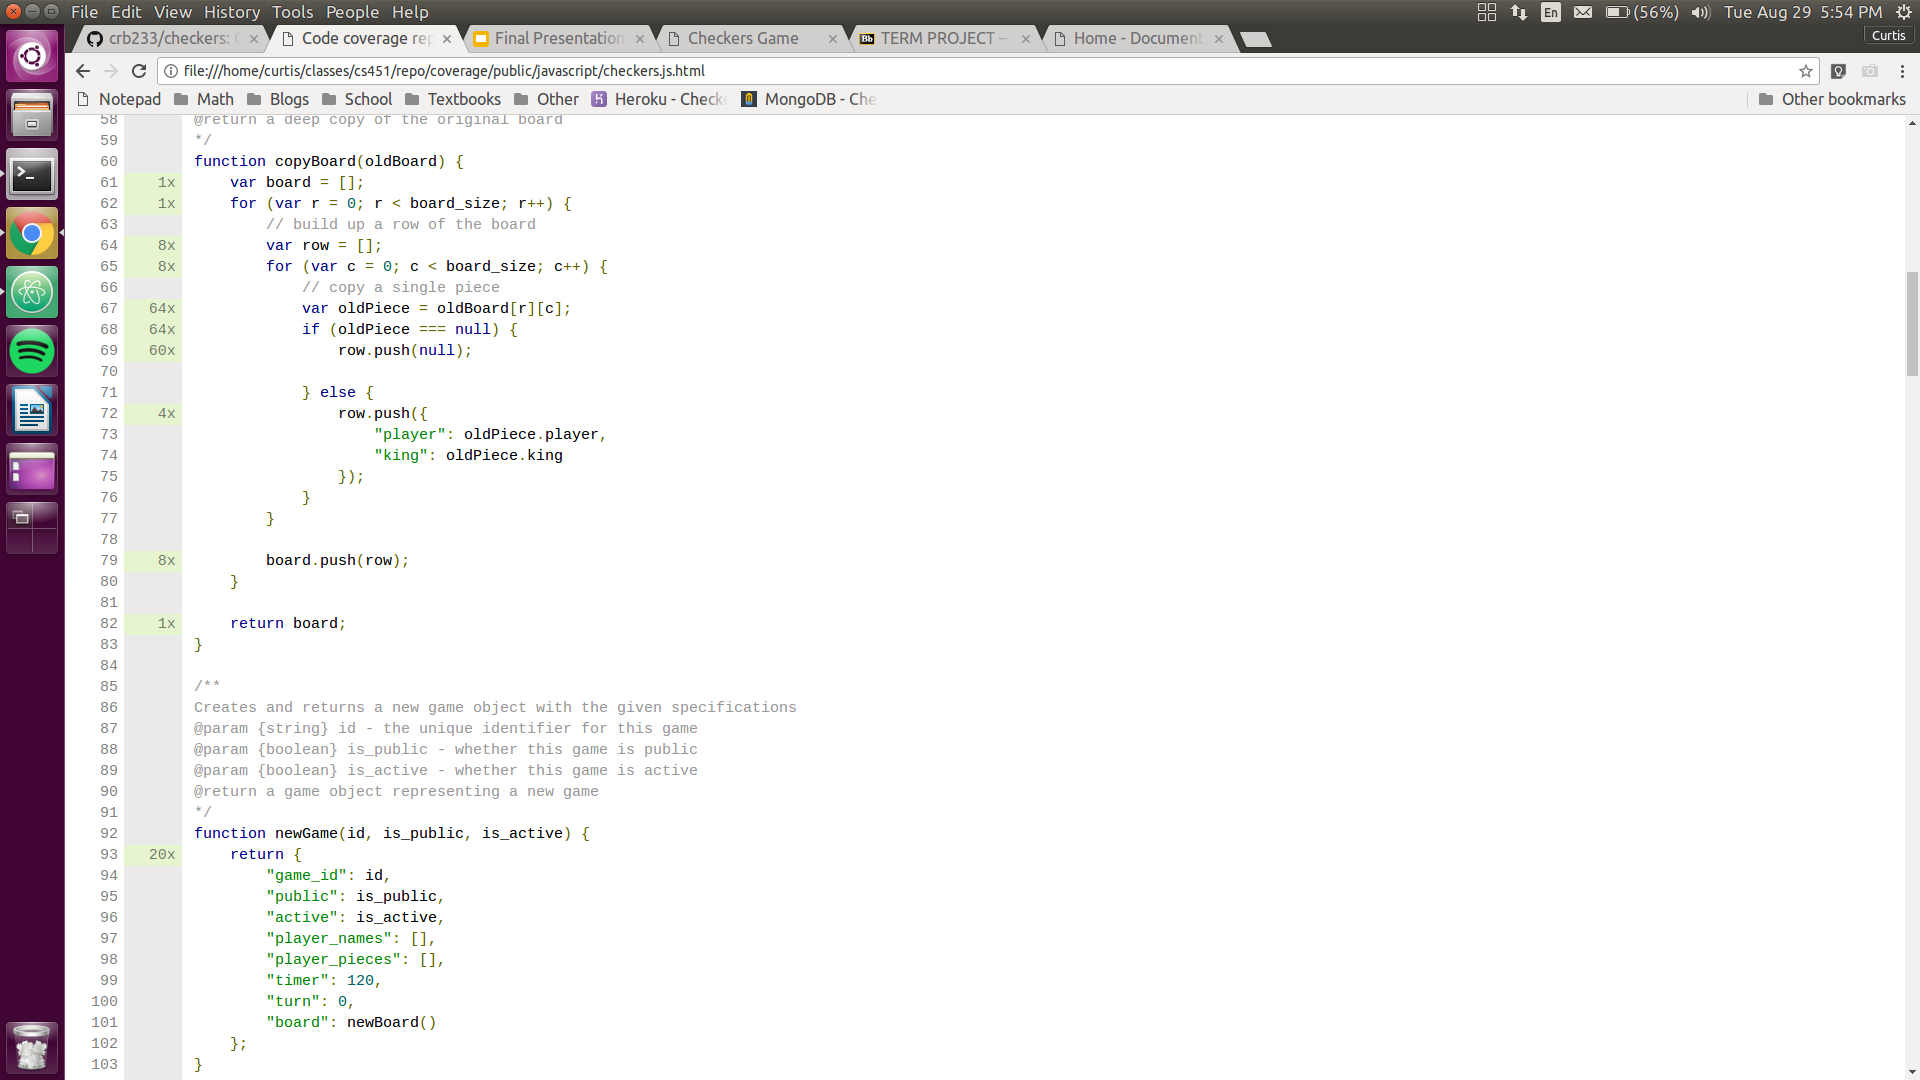 File Edit View History Tools People Help
En (56%) Tue Aug 29 5:54 PM
crb233/checkers: Code coverage rep Final Presentation Checkers Game Bb TERM PROJECT – Home - Document Curtis
file:///home/curtis/classes/cs451/repo/coverage/public/javascript/checkers.js.html
Notepad Math Blogs School Textbooks Other Heroku - Checke MongoDB - Che Other bookmarks
58 @return a deep copy of the original board
59 */
60 function copyBoard(oldBoard) {
61 1x var board = [];
62 1x for (var r = 0; r < board_size; r++) {
63 // build up a row of the board
64 8x var row = [];
65 8x for (var c = 0; c < board_size; c++) {
66 // copy a single piece
67 64x var oldPiece = oldBoard[r][c];
68 64x if (oldPiece === null) {
69 60x row.push(null);
70
71 } else {
72 4x row.push({
73 "player": oldPiece.player,
74 "king": oldPiece.king
75 });
76 }
77 }
78
79 8x board.push(row);
80 }
81
82 1x return board;
83 }
84
85 /**
86 Creates and returns a new game object with the given specifications
87 @param {string} id - the unique identifier for this game
88 @param {boolean} is_public - whether this game is public
89 @param {boolean} is_active - whether this game is active
90 @return a game object representing a new game
91 */
92 function newGame(id, is_public, is_active) {
93 20x return {
94 "game_id": id,
95 "public": is_public,
96 "active": is_active,
97 "player_names": [],
98 "player_pieces": [],
99 "timer": 120,
100 "turn": 0,
101 "board": newBoard()
102 };
103 }